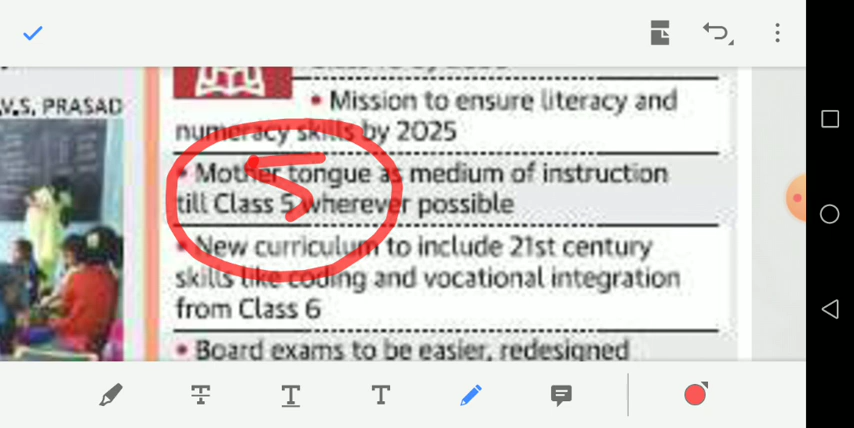 V.S. PRASAD
• Mission to ensure literacy and
numeracy skills by 2025
• Mother tongue as medium of instruction
till Class 5 wherever possible
5
• New curriculum to include 21st century
skills like coding and vocational integration
from Class 6
• Board exams to be easier, redesigned